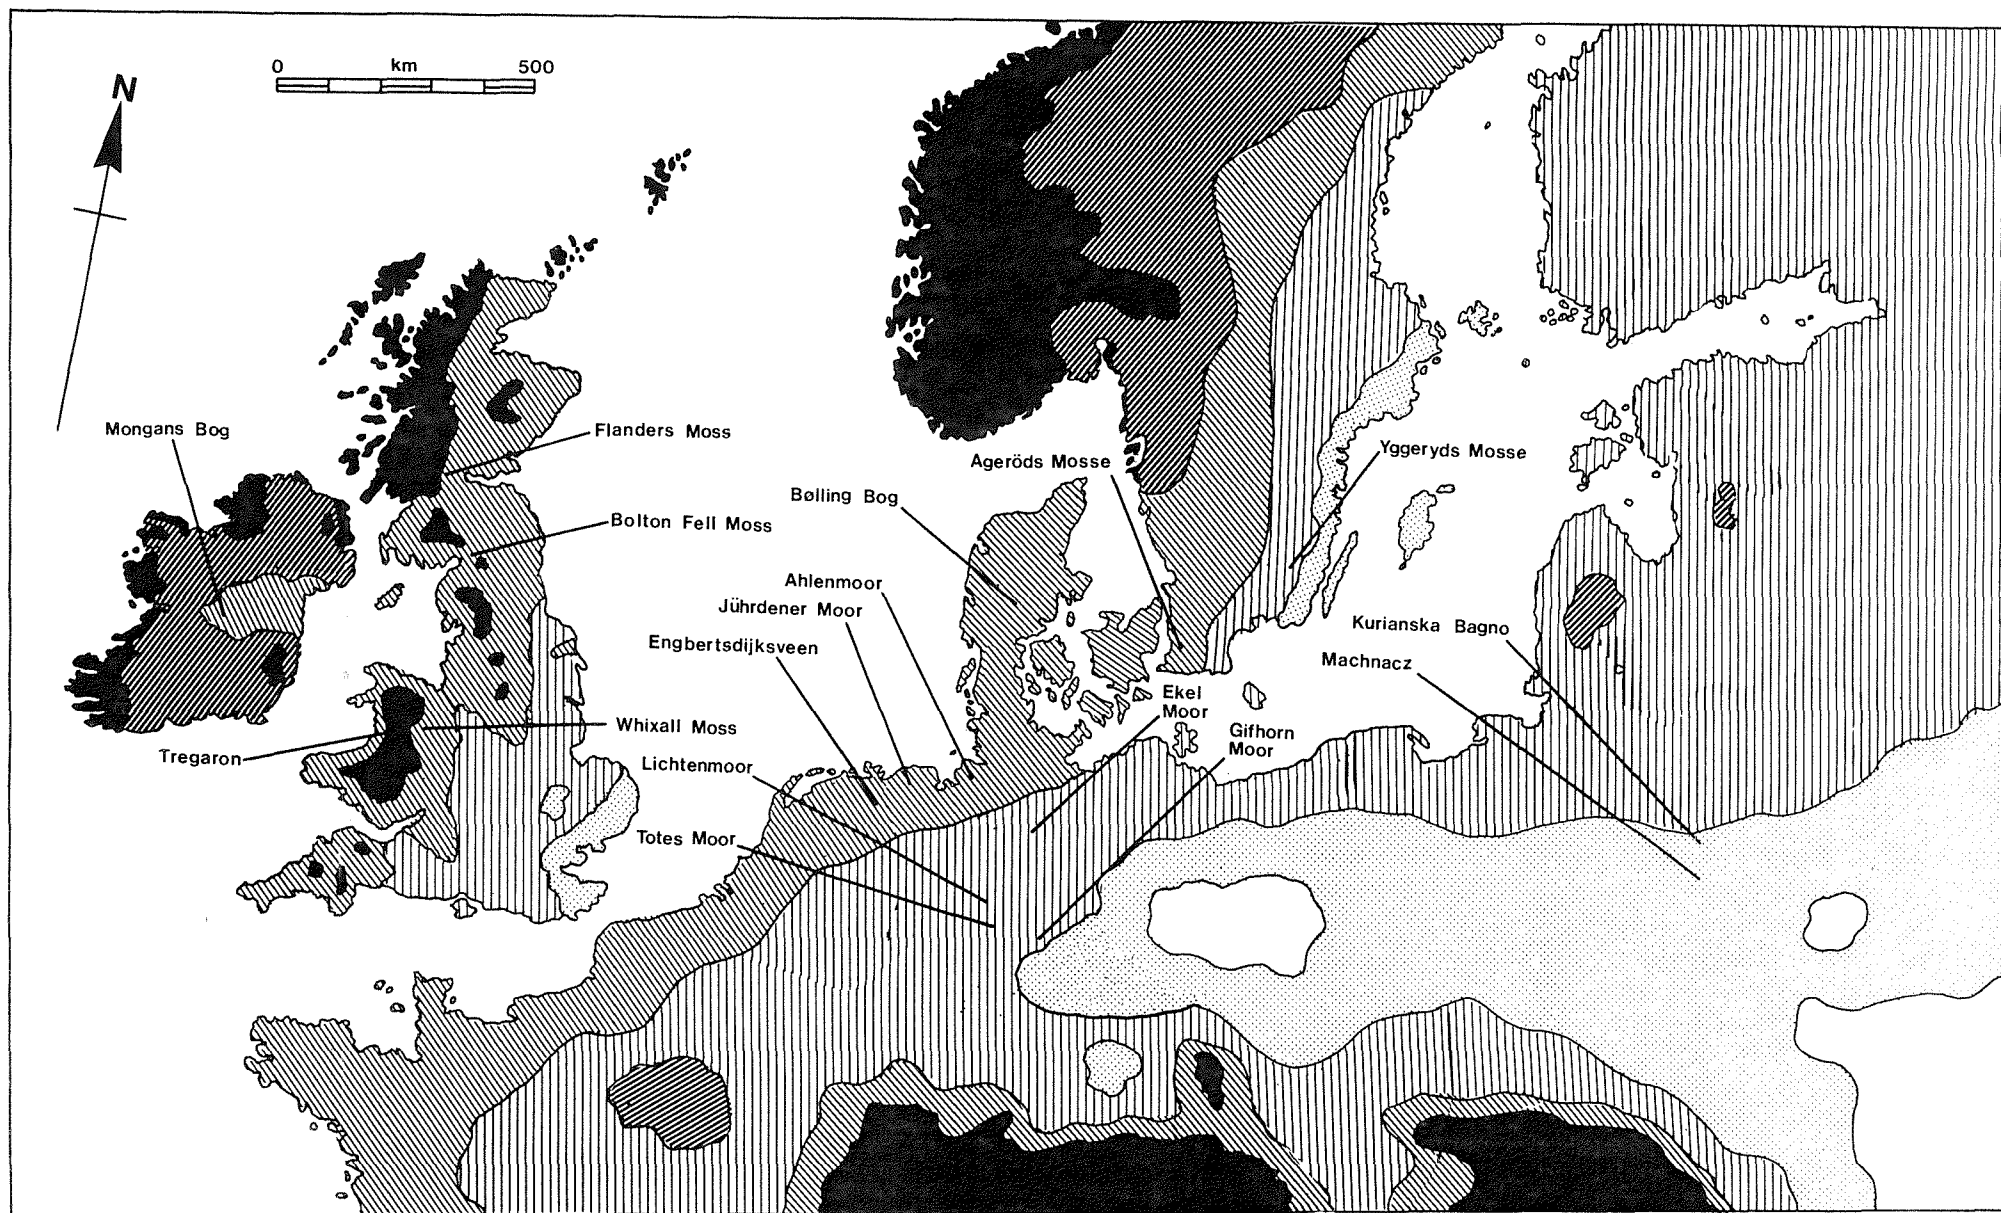 0 km 500
N
Mongans Bog
Flanders Moss
Ageröds Mosse
Yggeryds Mosse
Bølling Bog
Bolton Fell Moss
Ahlenmoor
Jührdener Moor
Engbertsdijksveen
Kurianska Bagno
Machnacz
Ekel
Moor
Gifhorn
Moor
Whixall Moss
Tregaron
Lichtenmoor
Totes Moor